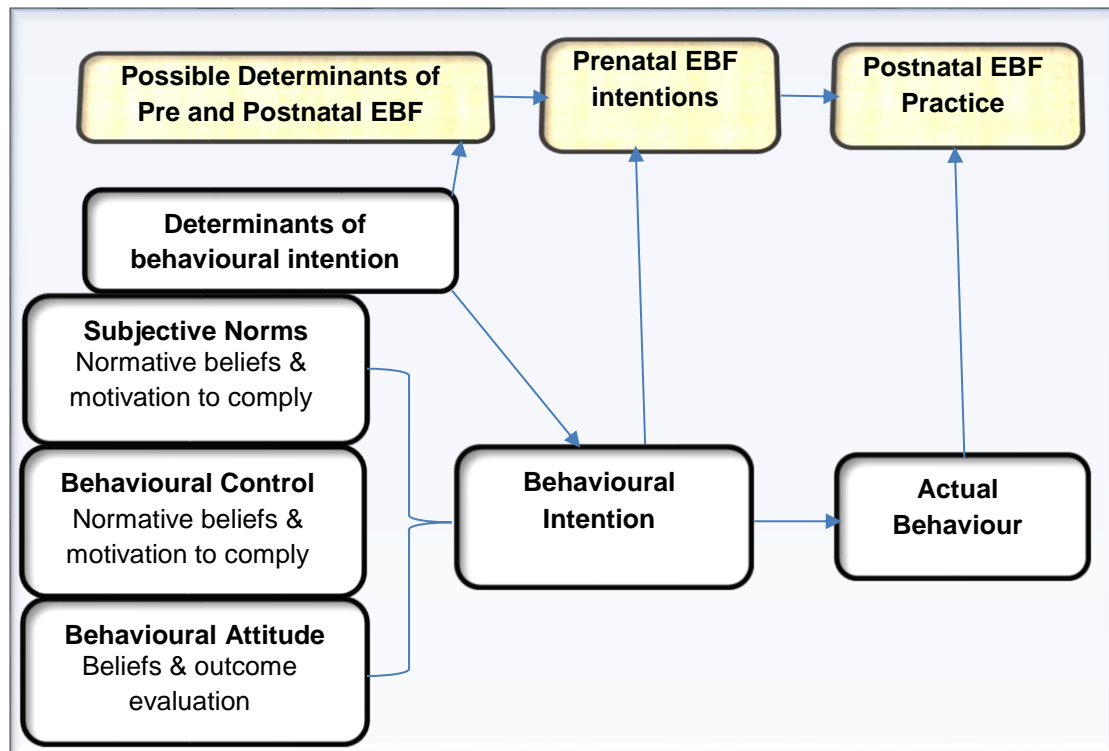 Possible Determinants of
Pre and Postnatal EBF
Prenatal EBF
intentions
Postnatal EBF
Practice
Determinants of
behavioural intention
Subjective Norms
Normative beliefs &
motivation to comply
Behavioural Control
Normative beliefs &
motivation to comply
Behavioural Attitude
Beliefs & outcome
evaluation
Behavioural
Intention
Actual
Behaviour